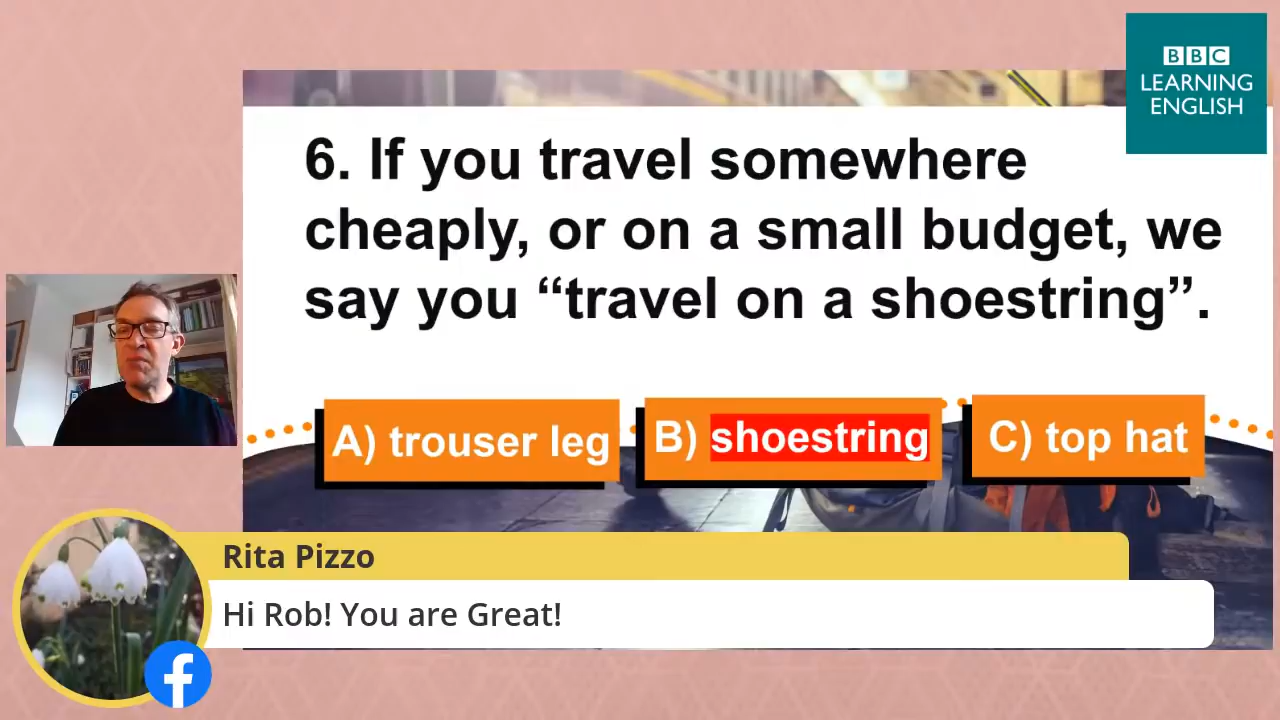 BBC
LEARNING
ENGLISH
6. If you travel somewhere
cheaply, or on a small budget, we
say you “travel on a shoestring”.
A) trouser leg
B) shoestring
C) top hat
Rita Pizzo
Hi Rob! You are Great!